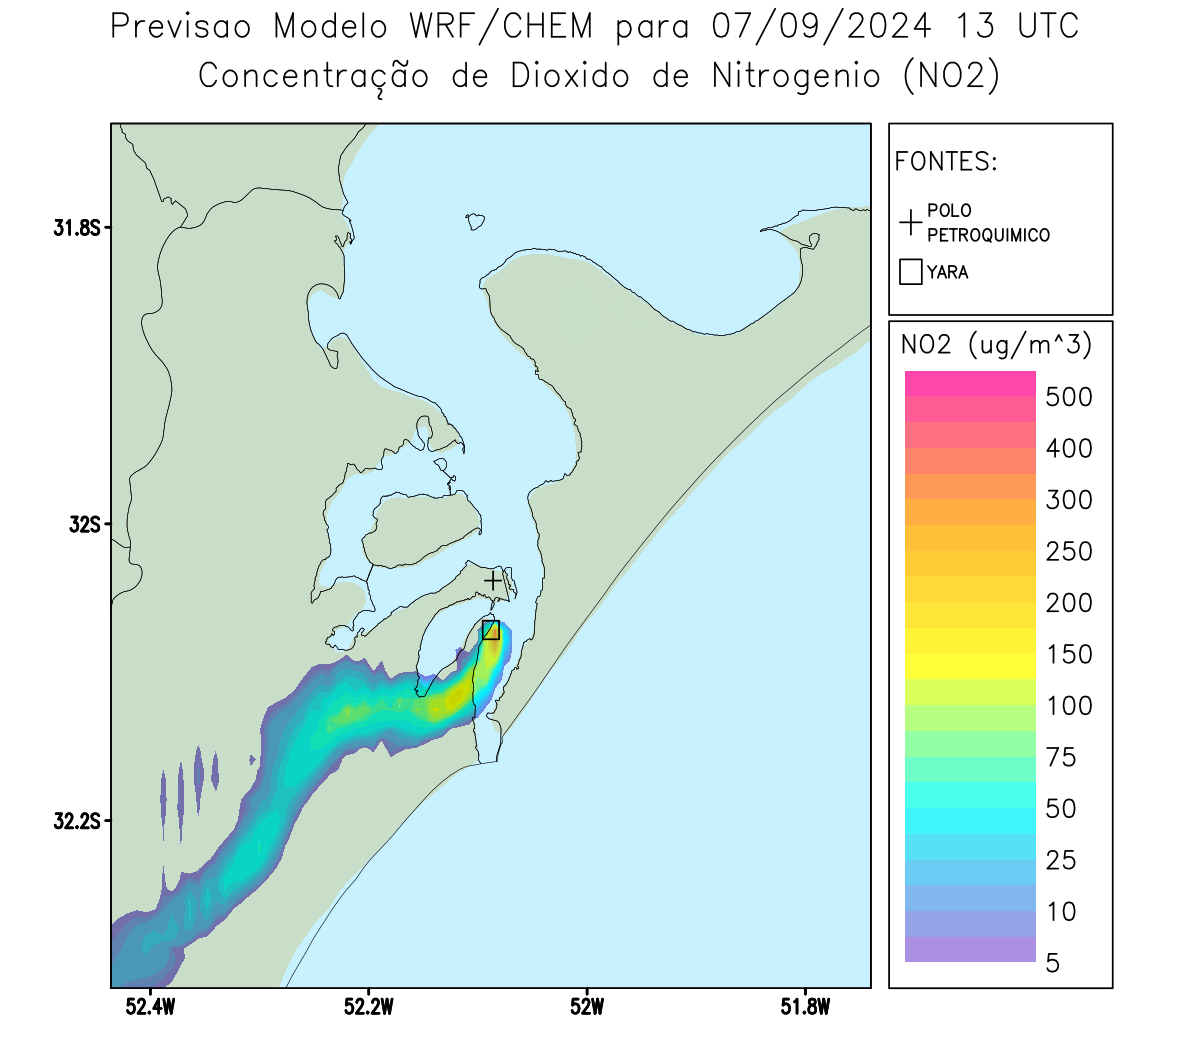 Previsao Modelo WRF/CHEM para 07/09/2024 13 UTC
Concentração de Dioxido de Nitrogenio (NO2)
FONTES:
POLO
PETROQUIMICO
YARA
31.8S
32S
32.2S
52.4W
52.2W
52W
51.8W
NO2 (ug/m^3)
500
400
300
250
200
150
100
75
50
25
10
5